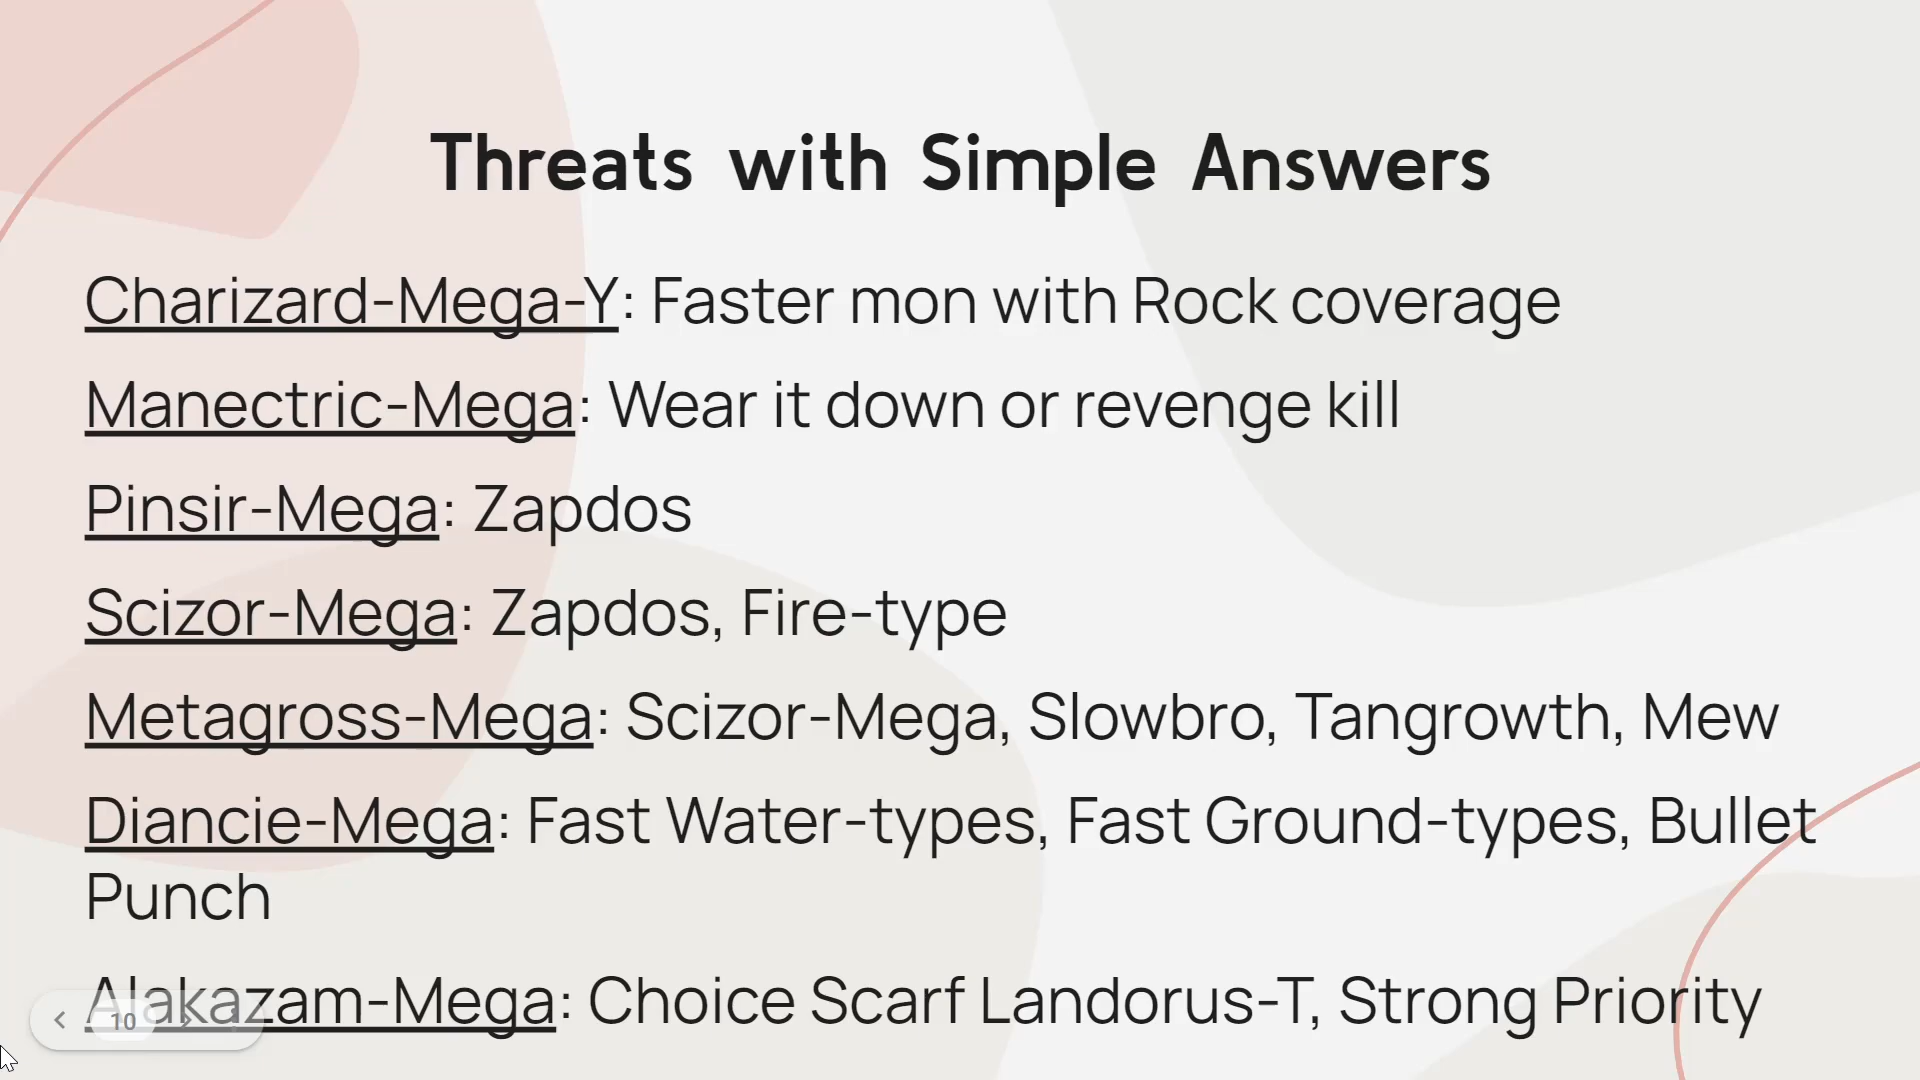 Threats with Simple Answers
Charizard-Mega-Y: Faster mon with Rock coverage
Manectric-Mega: Wear it down or revenge kill
Pinsir-Mega: Zapdos
Scizor-Mega: Zapdos, Fire-type
Metagross-Mega: Scizor-Mega, Slowbro, Tangrowth, Mew
Diancie-Mega: Fast Water-types, Fast Ground-types, Bullet
Punch
Alakazam-Mega: Choice Scarf Landorus-T, Strong Priority
10